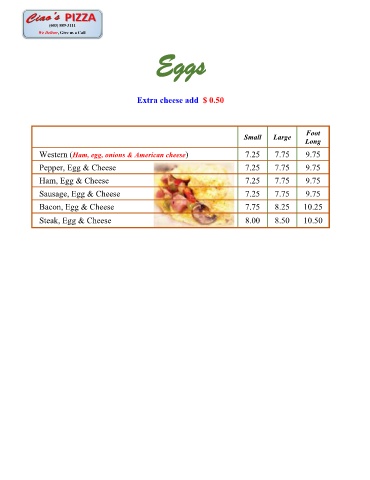 Ciao's PIZZA
(603) 889-3111
We Deliver, Give us a Call
Eggs
Extra cheese add $ 0.50
Small Large Foot Long
Western (Ham, egg, onions & American cheese) 7.25 7.75 9.75
Pepper, Egg & Cheese 7.25 7.75 9.75
Ham, Egg & Cheese 7.25 7.75 9.75
Sausage, Egg & Cheese 7.25 7.75 9.75
Bacon, Egg & Cheese 7.75 8.25 10.25
Steak, Egg & Cheese 8.00 8.50 10.50